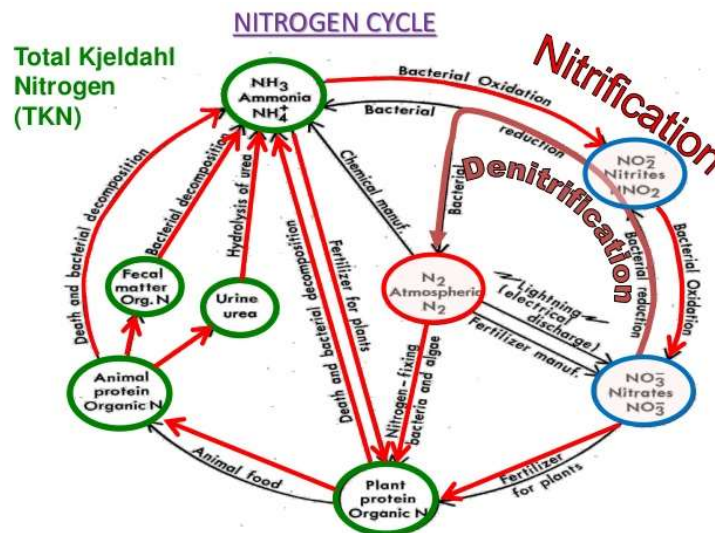 NITROGEN CYCLE
Total Kjeldahl
Nitrogen
(TKN)
NH3
Ammonia
NH4+
Bacterial Oxidation
Nitrification
Bacterial
reduction
NO2-
Nitrites
HNO2
Denitrification
Bacterial
Chemical manuf.
Death and bacterial decomposition
Bacterial decomposition
Hydrolysis of urea
Fecal
matter
Org. N
Urine
urea
Death and bacterial decomposition
Fertilizer for plants
N2
Atmospheric
N2
Lightning
(electrical
discharge)
Fertilizer manuf.
Bacterial reduction
Bacterial Oxidation
Animal
protein
Organic N
Nitrogen-fixing
bacteria and algae
NO3-
Nitrates
NO3-
Animal food
Plant
protein
Organic N
Fertilizer
for plants